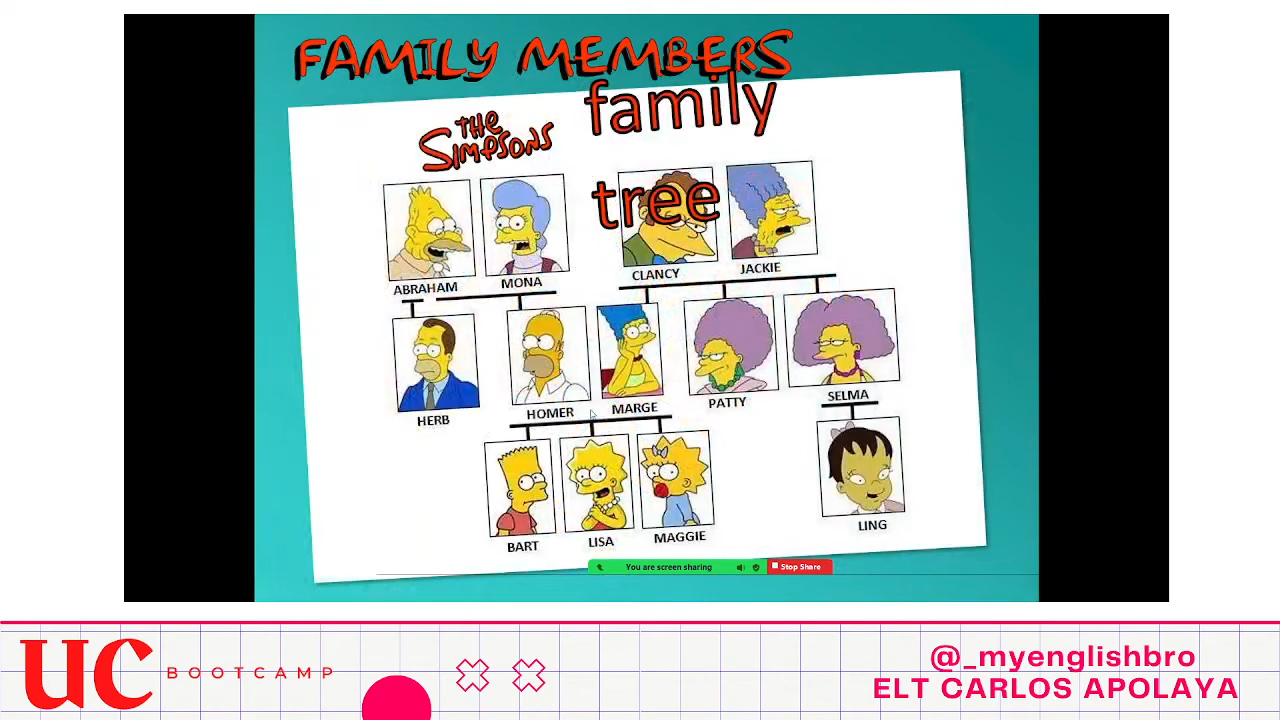 FAMILY MEMBERS
family
THE
SIMPSONS
tree
ABRAHAM
MONA
CLANCY
JACKIE
HERB
HOMER
MARGE
PATTY
SELMA
BART
LISA
MAGGIE
LING
You are screen sharing
Stop Share
UC
BOOTCAMP
@_myenglishbro
ELT CARLOS APOLAYA